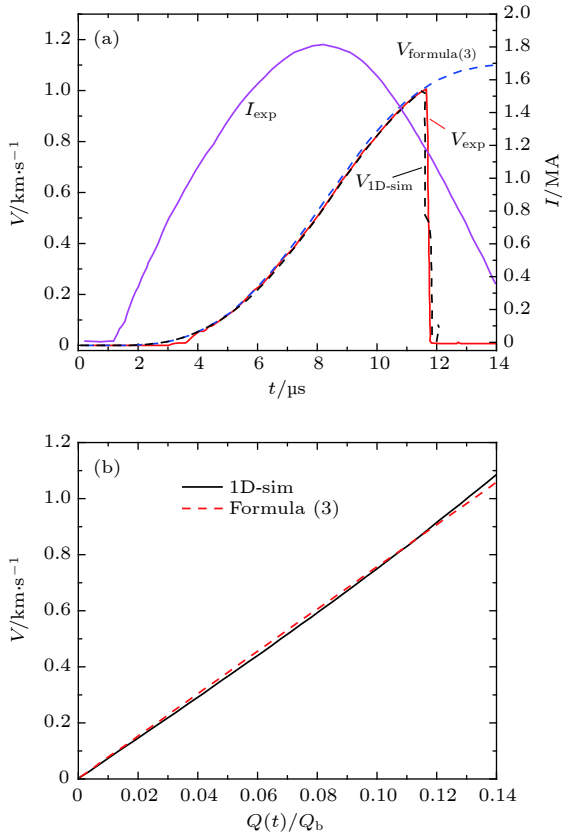 (a)
V/km·s⁻¹
1.2
1.0
0.8
0.6
0.4
0.2
0
I_exp
V_formula(3)
V_exp
V_1D-sim
2.0
1.8
1.6
1.4
1.2
1.0
0.8
0.6
0.4
0.2
0
I/MA
0 2 4 6 8 10 12 14
t/μs
(b)
V/km·s⁻¹
1.2
1.0
0.8
0.6
0.4
0.2
0
1D-sim
Formula (3)
0 0.02 0.04 0.06 0.08 0.10 0.12 0.14
Q(t)/Q_b